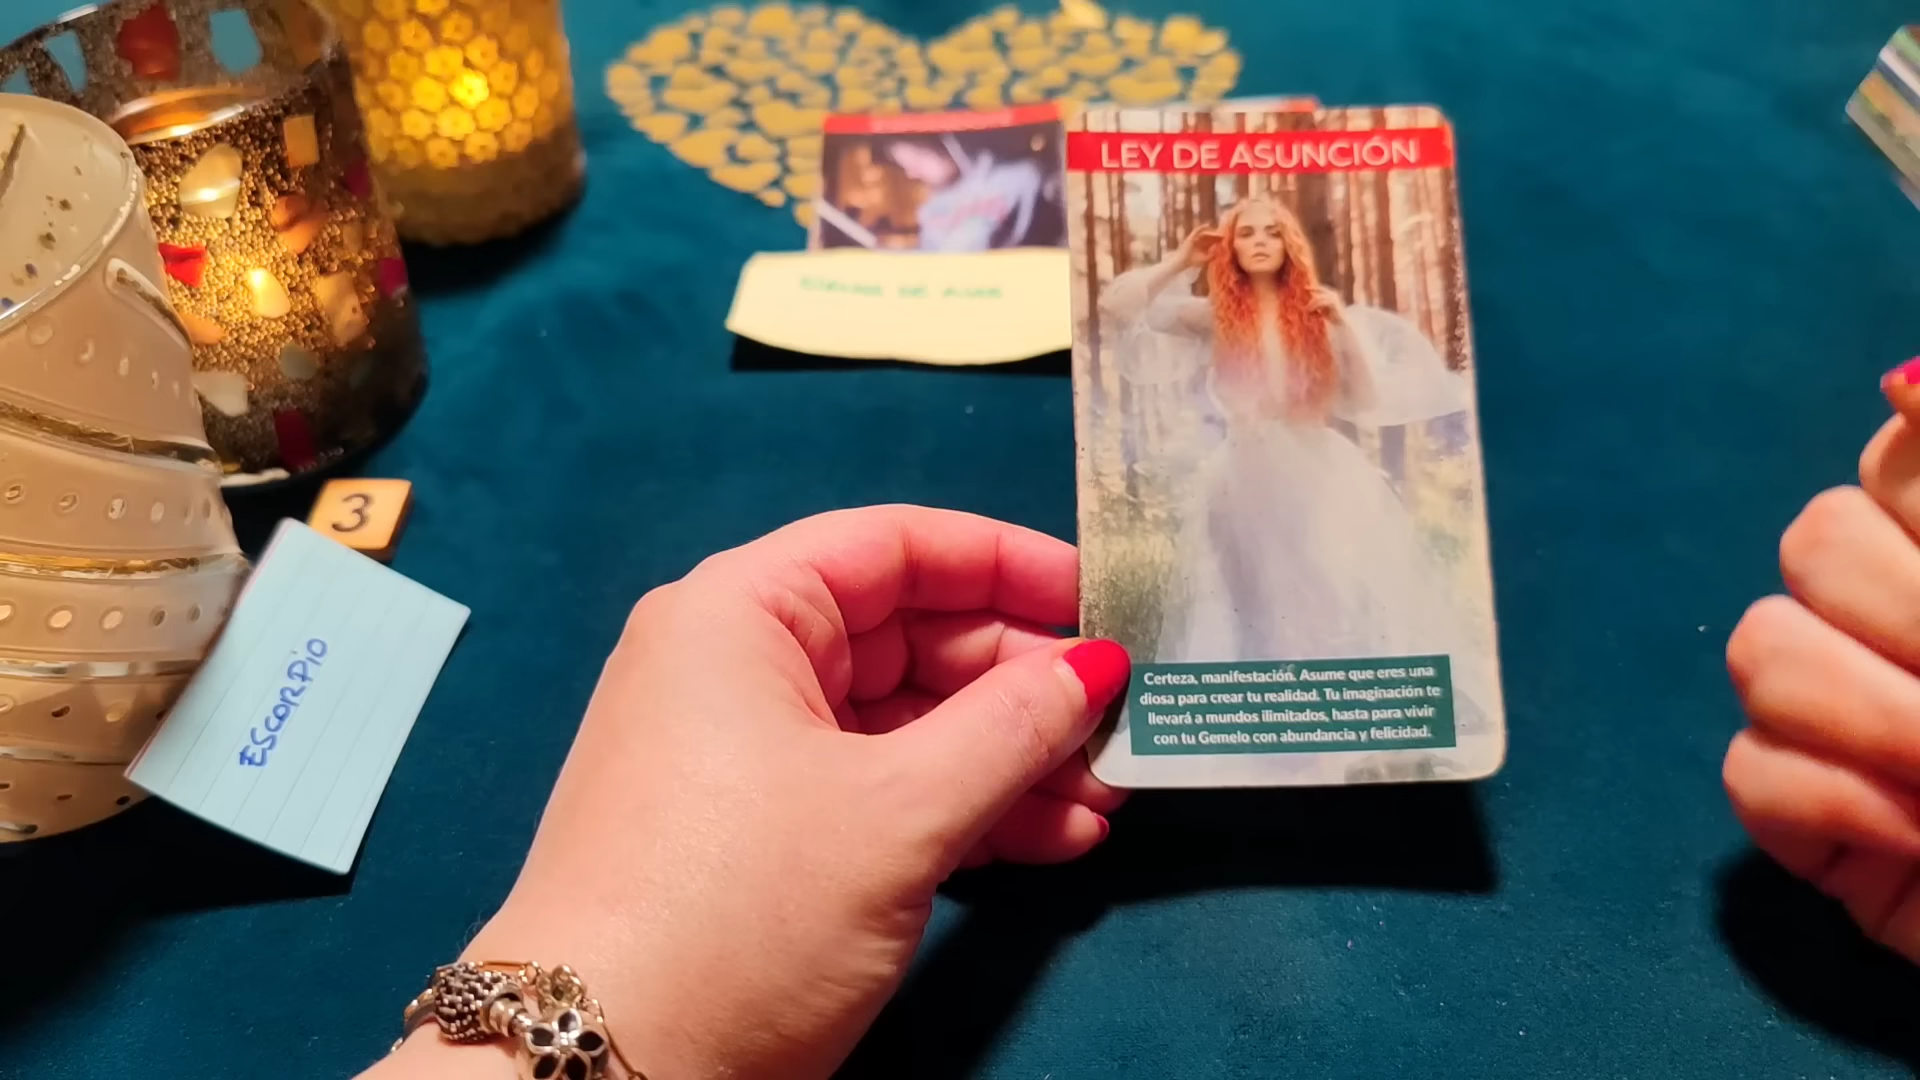 LEY DE ASUNCIÓN
3
ESCORPIO
Certeza, manifestación. Asume que eres una
diosa para crear tu realidad. Tu imaginación te
llevará a mundos ilimitados, hasta para vivir
con tu Gemelo con abundancia y felicidad.